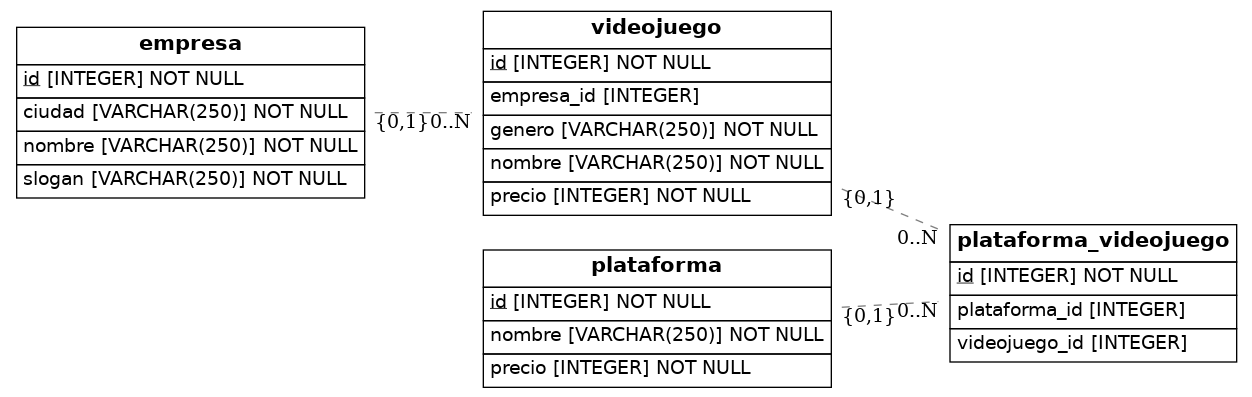 empresa
id [INTEGER] NOT NULL
ciudad [VARCHAR(250)] NOT NULL
nombre [VARCHAR(250)] NOT NULL
slogan [VARCHAR(250)] NOT NULL
{0,1}
0..N
videojuego
id [INTEGER] NOT NULL
empresa_id [INTEGER]
genero [VARCHAR(250)] NOT NULL
nombre [VARCHAR(250)] NOT NULL
precio [INTEGER] NOT NULL
{0,1}
0..N
plataforma
id [INTEGER] NOT NULL
nombre [VARCHAR(250)] NOT NULL
precio [INTEGER] NOT NULL
{0,1}
0..N
plataforma_videojuego
id [INTEGER] NOT NULL
plataforma_id [INTEGER]
videojuego_id [INTEGER]